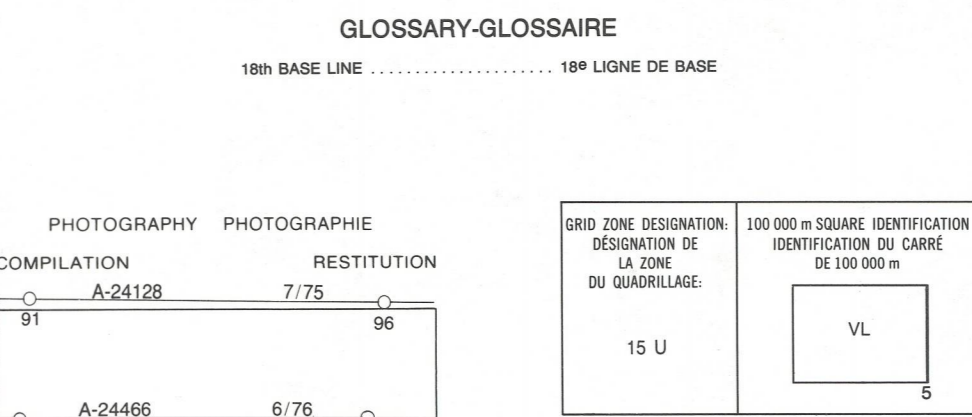 GLOSSARY-GLOSSAIRE
18th BASE LINE ..................... 18e LIGNE DE BASE
PHOTOGRAPHY PHOTOGRAPHIE
COMPILATION RESTITUTION
A-24128 7/75
91 96
A-24466 6/76
GRID ZONE DESIGNATION:
DÉSIGNATION DE
LA ZONE
DU QUADRILLAGE:
15 U
100 000 m SQUARE IDENTIFICATION
IDENTIFICATION DU CARRÉ
DE 100 000 m
VL
5